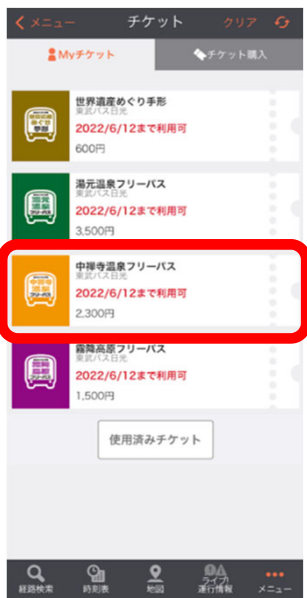 メニュー チケット クリア
Myチケット チケット購入
世界遺産めぐり手形
東武バス日光
2022/6/12まで利用可
600円
湯元温泉フリーパス
東武バス日光
2022/6/12まで利用可
3,500円
中禅寺温泉フリーパス
東武バス日光
2022/6/12まで利用可
2,300円
霧降高原フリーパス
東武バス日光
2022/6/12まで利用可
1,500円
使用済みチケット
経路検索 時刻表 地図 ライブ!運行情報 メニュー